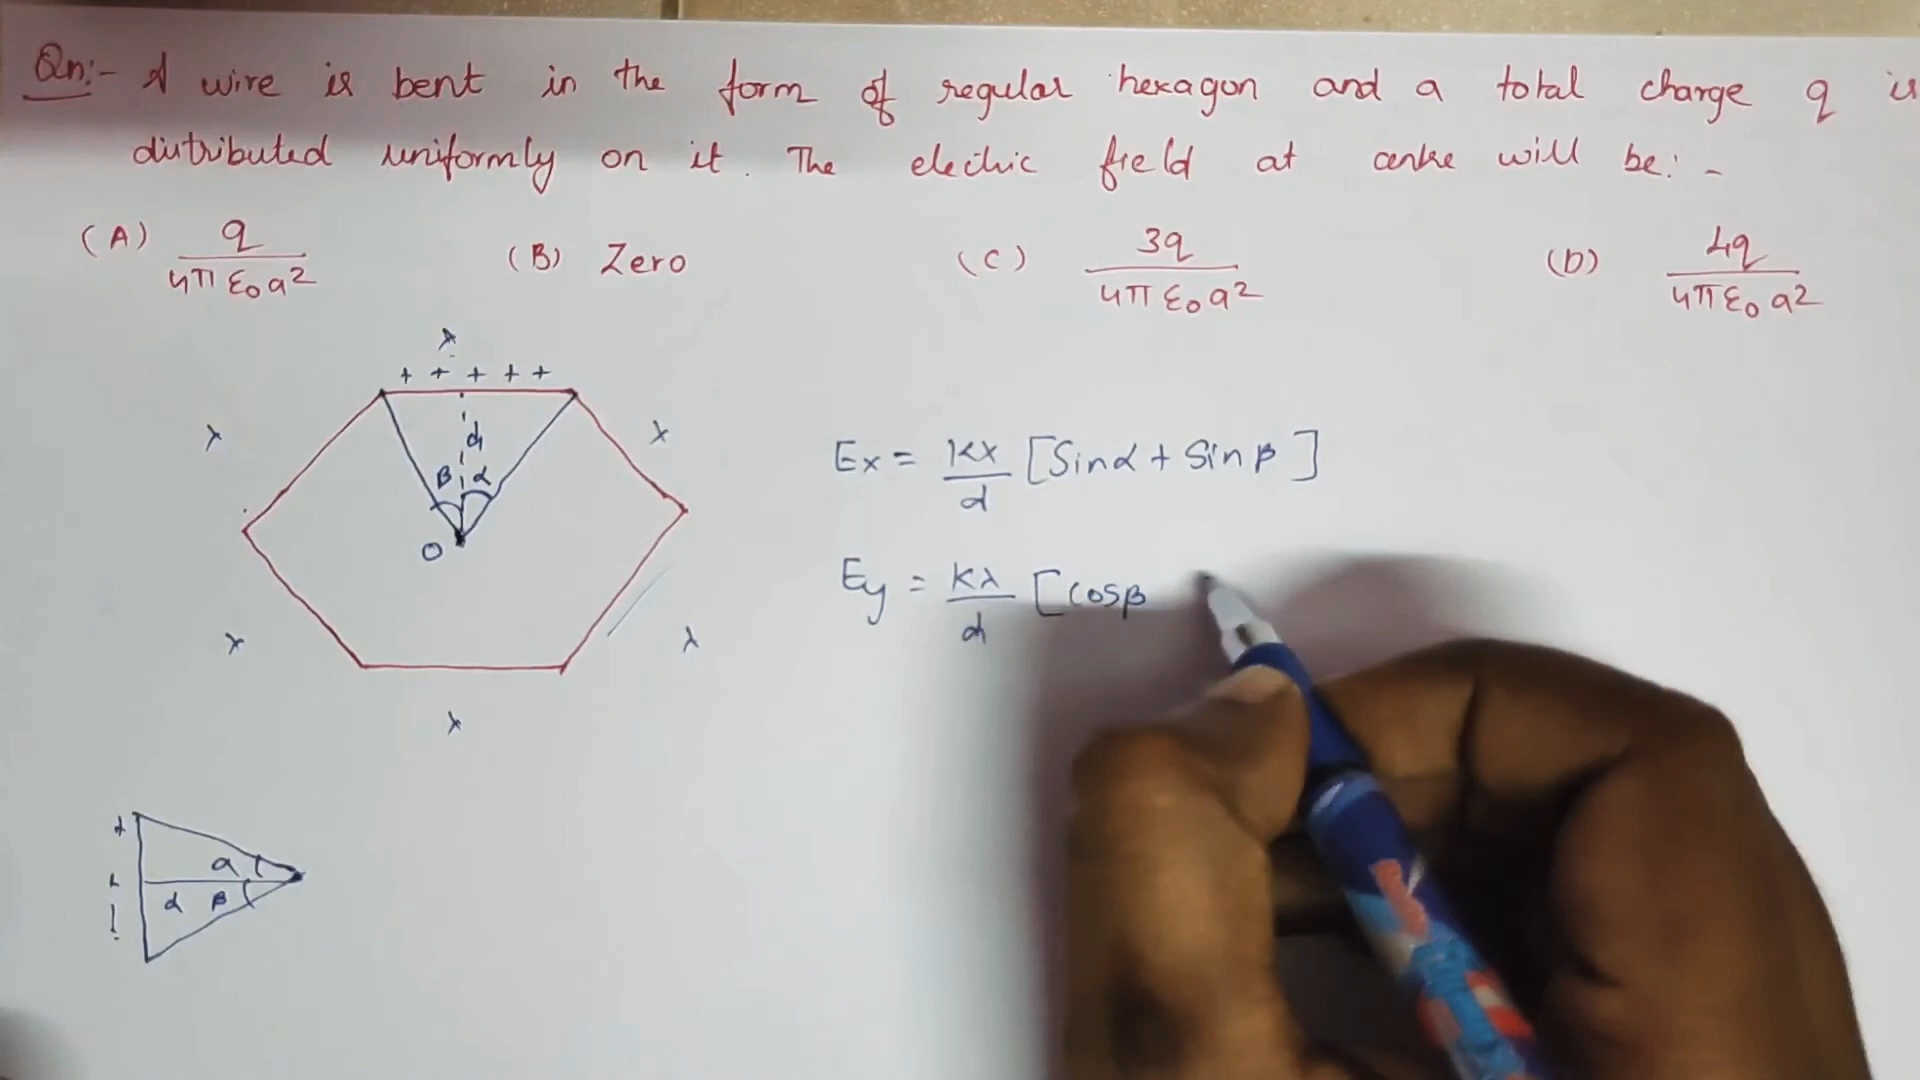 Qn:- A wire is bent in the form of regular hexagon and a total charge q is
distributed uniformly on it. The electric field at centre will be: -
(A) q / 4πε₀a² (B) Zero (C) 3q / 4πε₀a² (D) 4q / 4πε₀a²
λ
+ + + + +
λ λ
d
β α
O
Ex = Kλ / d [Sinα + Sinβ]
Ey = Kλ / d [cosβ
λ λ
λ
+
α
+
d β